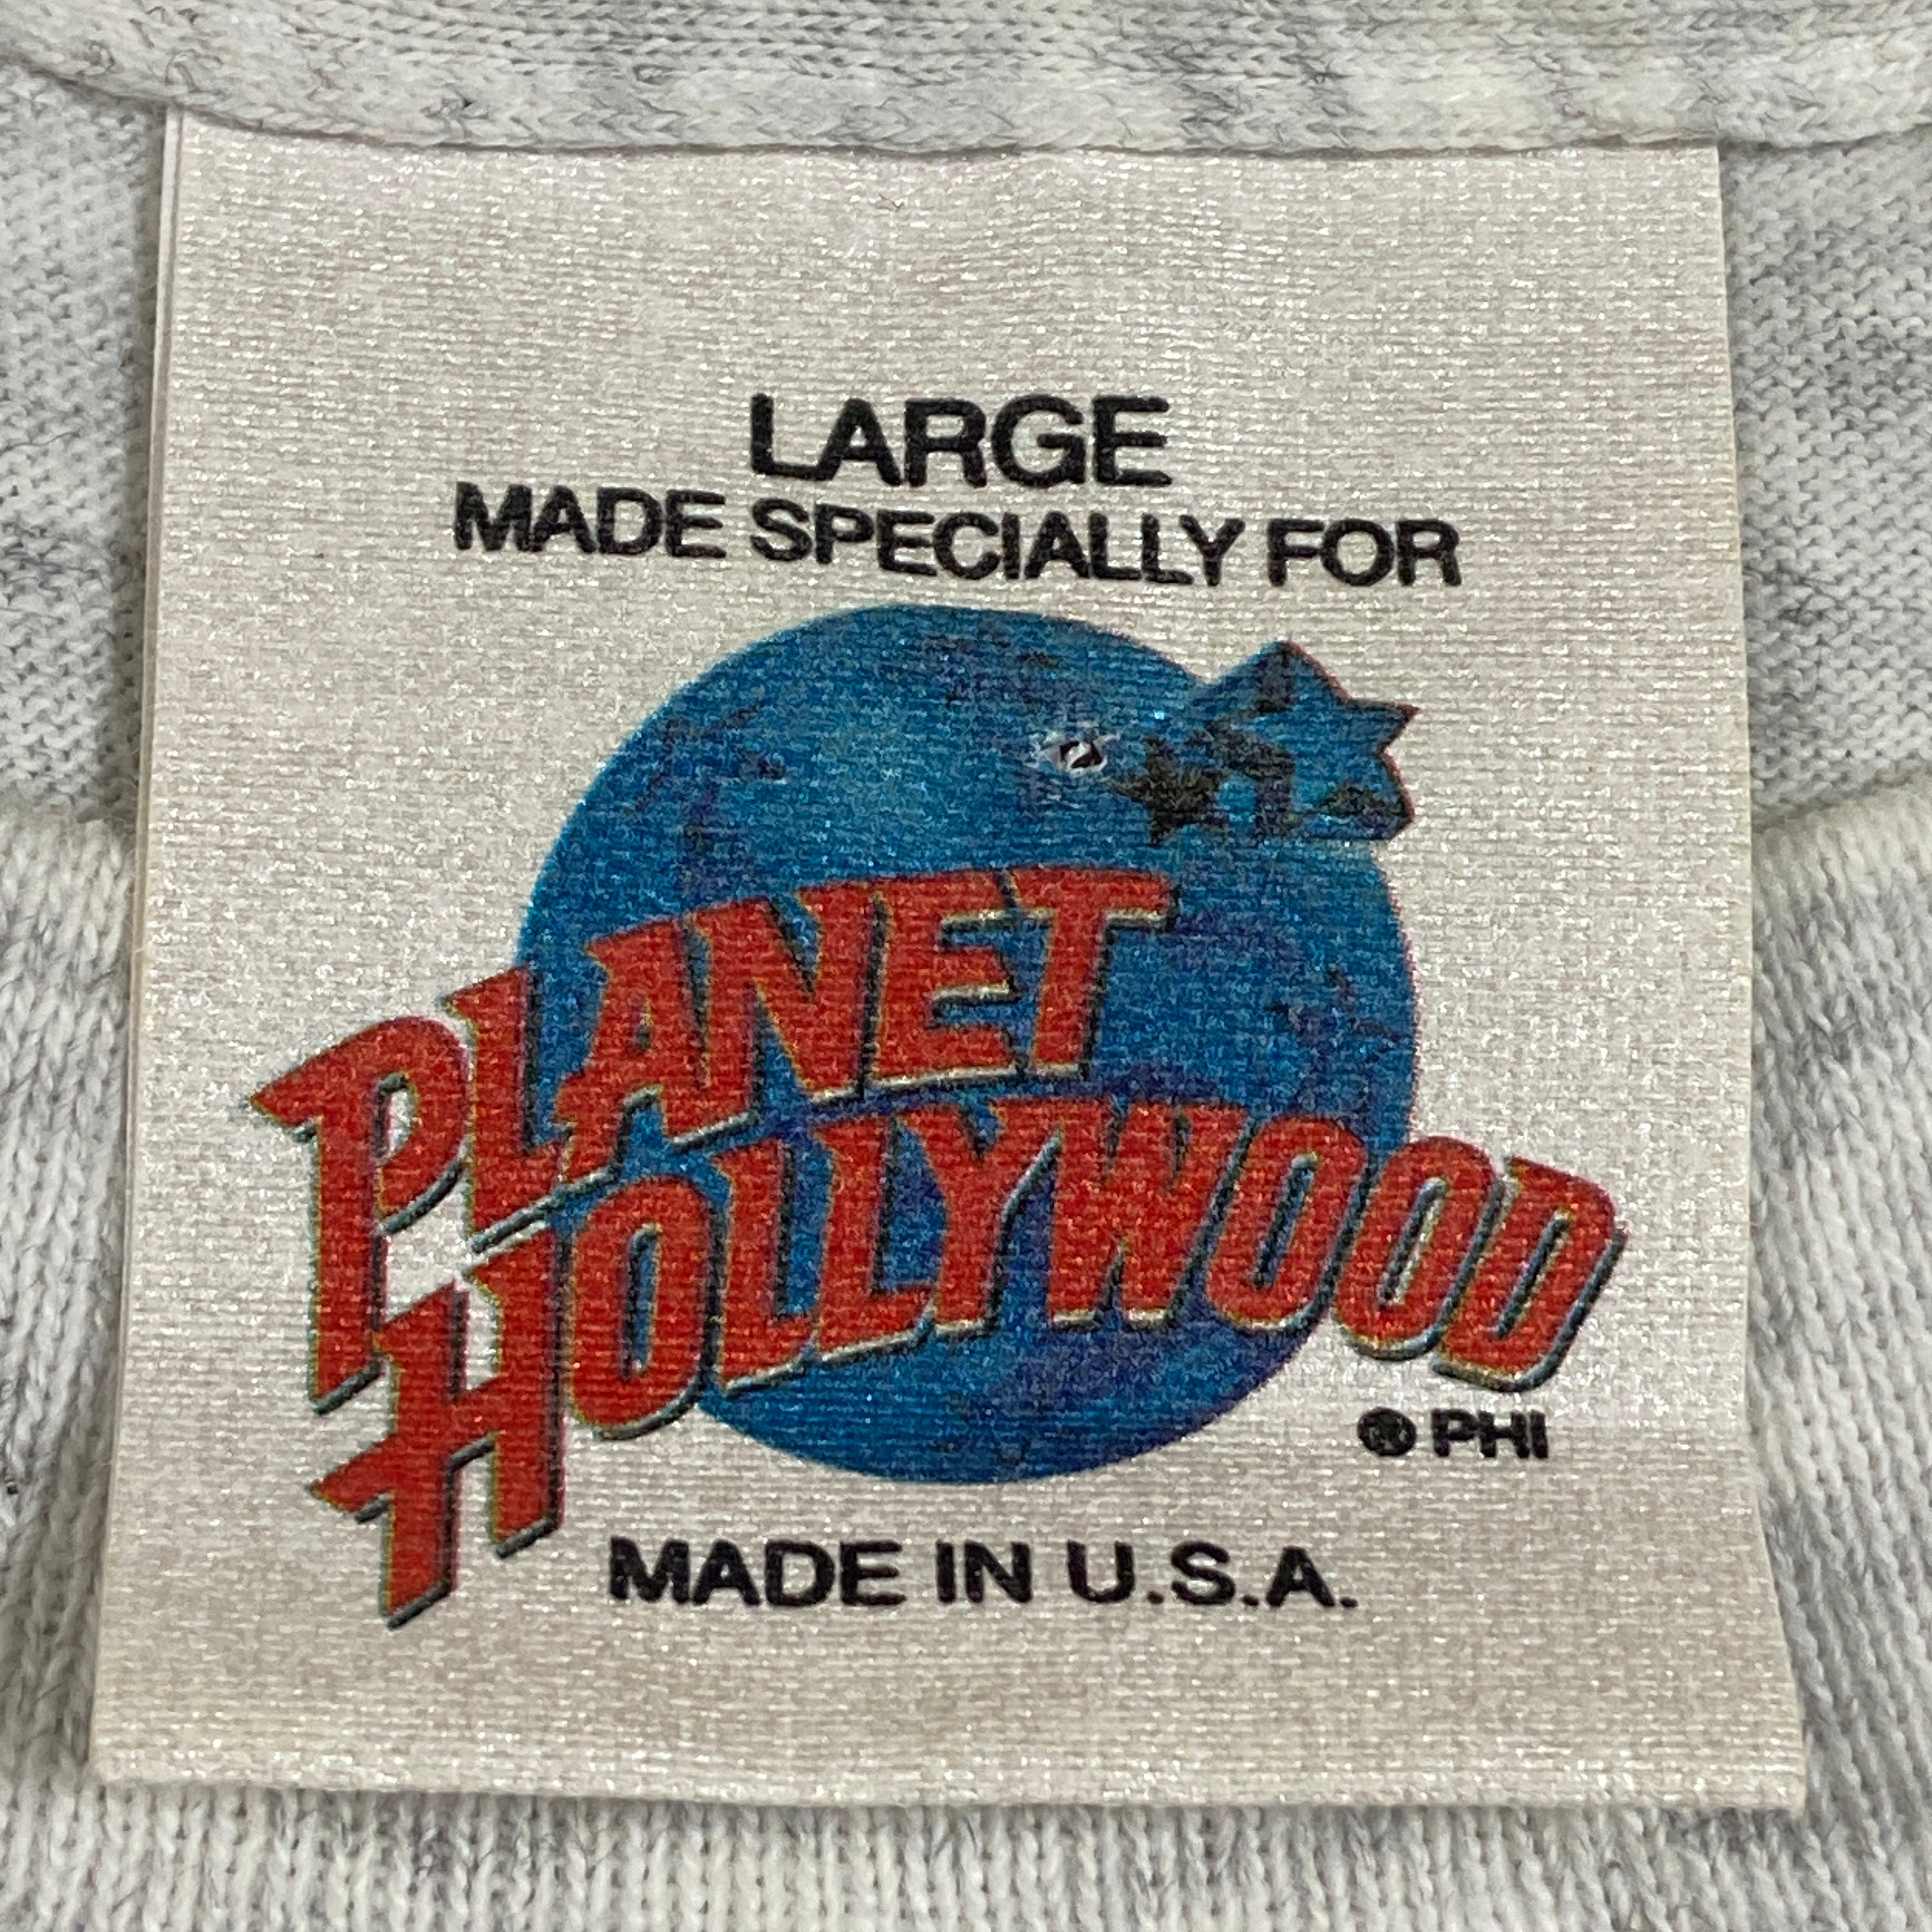 LARGE
MADE SPECIALLY FOR
PLANET
HOLLYWOOD
® PHI
MADE IN U.S.A.